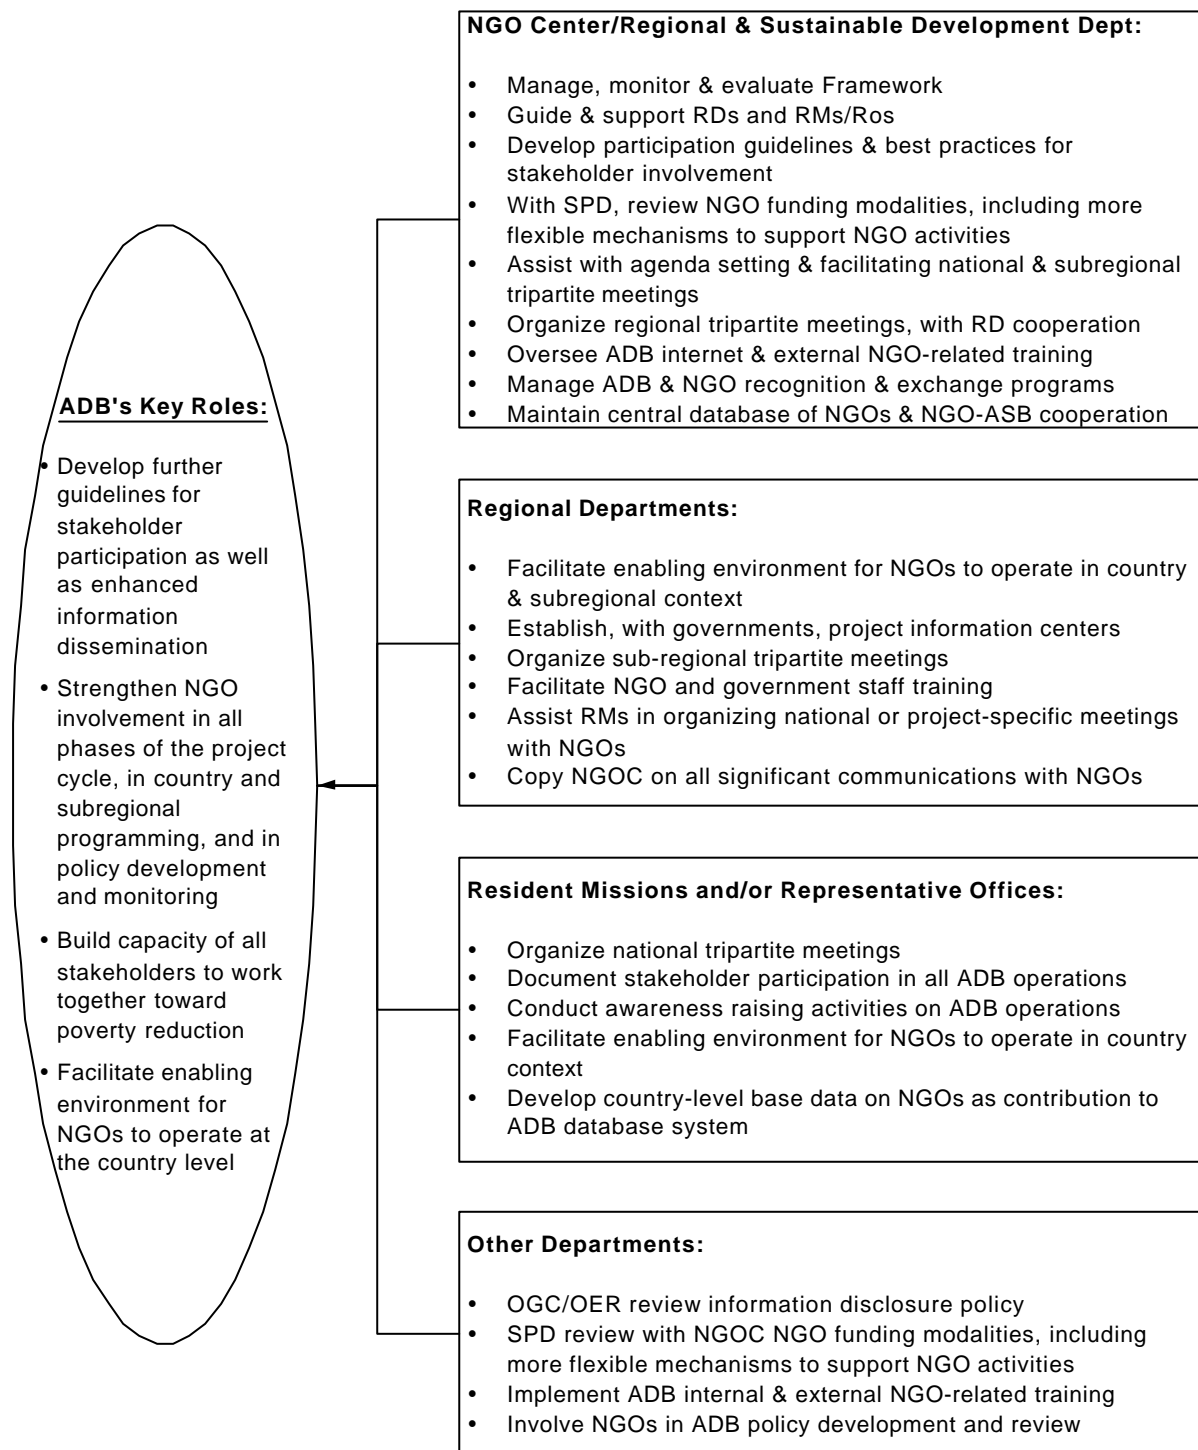 ADB's Key Roles:
• Develop further
guidelines for
stakeholder
participation as well
as enhanced
information
dissemination
• Strengthen NGO
involvement in all
phases of the project
cycle, in country and
subregional
programming, and in
policy development
and monitoring
• Build capacity of all
stakeholders to work
together toward
poverty reduction
• Facilitate enabling
environment for
NGOs to operate at
the country level
NGO Center/Regional & Sustainable Development Dept:
• Manage, monitor & evaluate Framework
• Guide & support RDs and RMs/Ros
• Develop participation guidelines & best practices for
stakeholder involvement
• With SPD, review NGO funding modalities, including more
flexible mechanisms to support NGO activities
• Assist with agenda setting & facilitating national & subregional
tripartite meetings
• Organize regional tripartite meetings, with RD cooperation
• Oversee ADB internet & external NGO-related training
• Manage ADB & NGO recognition & exchange programs
• Maintain central database of NGOs & NGO-ASB cooperation
Regional Departments:
• Facilitate enabling environment for NGOs to operate in country
& subregional context
• Establish, with governments, project information centers
• Organize sub-regional tripartite meetings
• Facilitate NGO and government staff training
• Assist RMs in organizing national or project-specific meetings
with NGOs
• Copy NGOC on all significant communications with NGOs
Resident Missions and/or Representative Offices:
• Organize national tripartite meetings
• Document stakeholder participation in all ADB operations
• Conduct awareness raising activities on ADB operations
• Facilitate enabling environment for NGOs to operate in country
context
• Develop country-level base data on NGOs as contribution to
ADB database system
Other Departments:
• OGC/OER review information disclosure policy
• SPD review with NGOC NGO funding modalities, including
more flexible mechanisms to support NGO activities
• Implement ADB internal & external NGO-related training
• Involve NGOs in ADB policy development and review